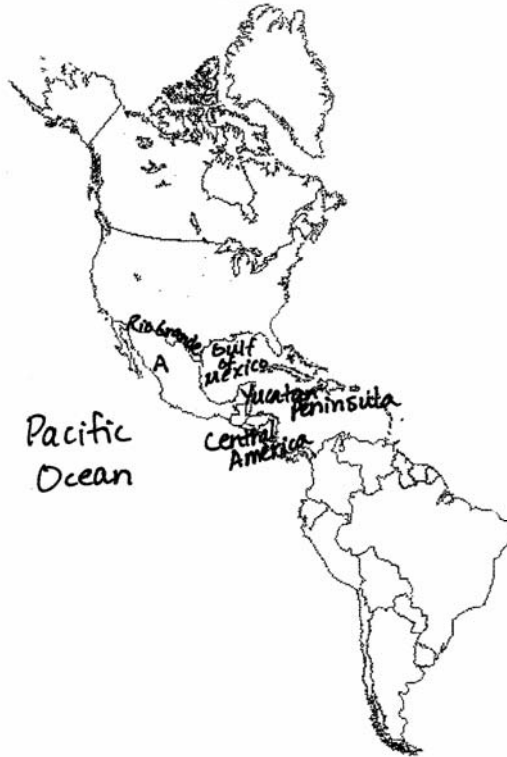 Rio Grande
Gulf
of
Mexico
A
Yucatan
Peninsula
Pacific
Ocean
Central
America